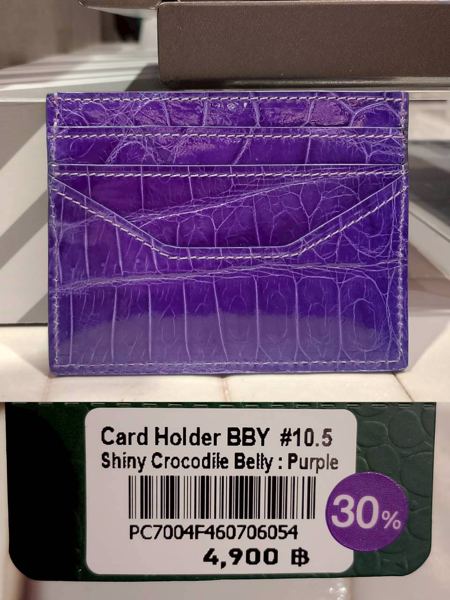 Card Holder BBY #10.5
Shiny Crocodile Belly : Purple
PC7004F460706054
30%
4,900 ฿